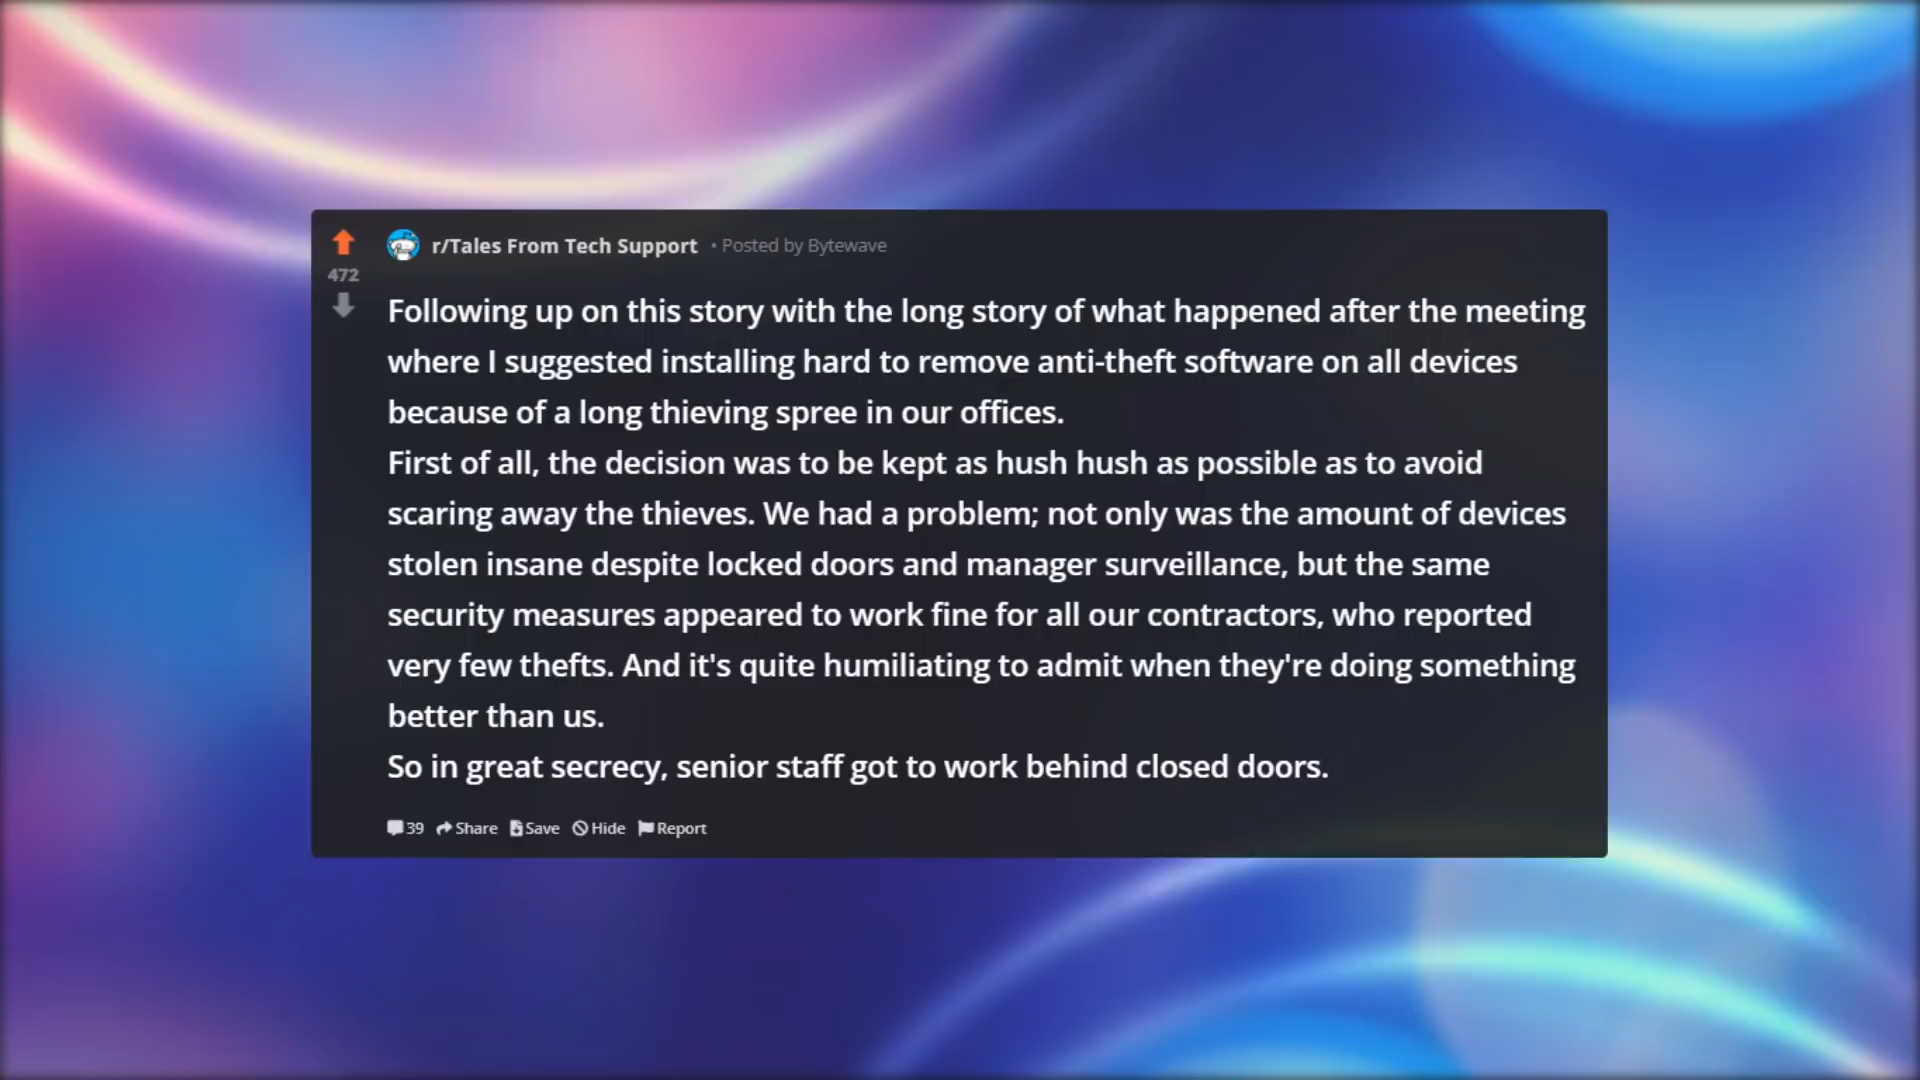 r/Tales From Tech Support • Posted by Bytewave
472
Following up on this story with the long story of what happened after the meeting
where I suggested installing hard to remove anti-theft software on all devices
because of a long thieving spree in our offices.
First of all, the decision was to be kept as hush hush as possible as to avoid
scaring away the thieves. We had a problem; not only was the amount of devices
stolen insane despite locked doors and manager surveillance, but the same
security measures appeared to work fine for all our contractors, who reported
very few thefts. And it's quite humiliating to admit when they're doing something
better than us.
So in great secrecy, senior staff got to work behind closed doors.
39 Share Save Hide Report